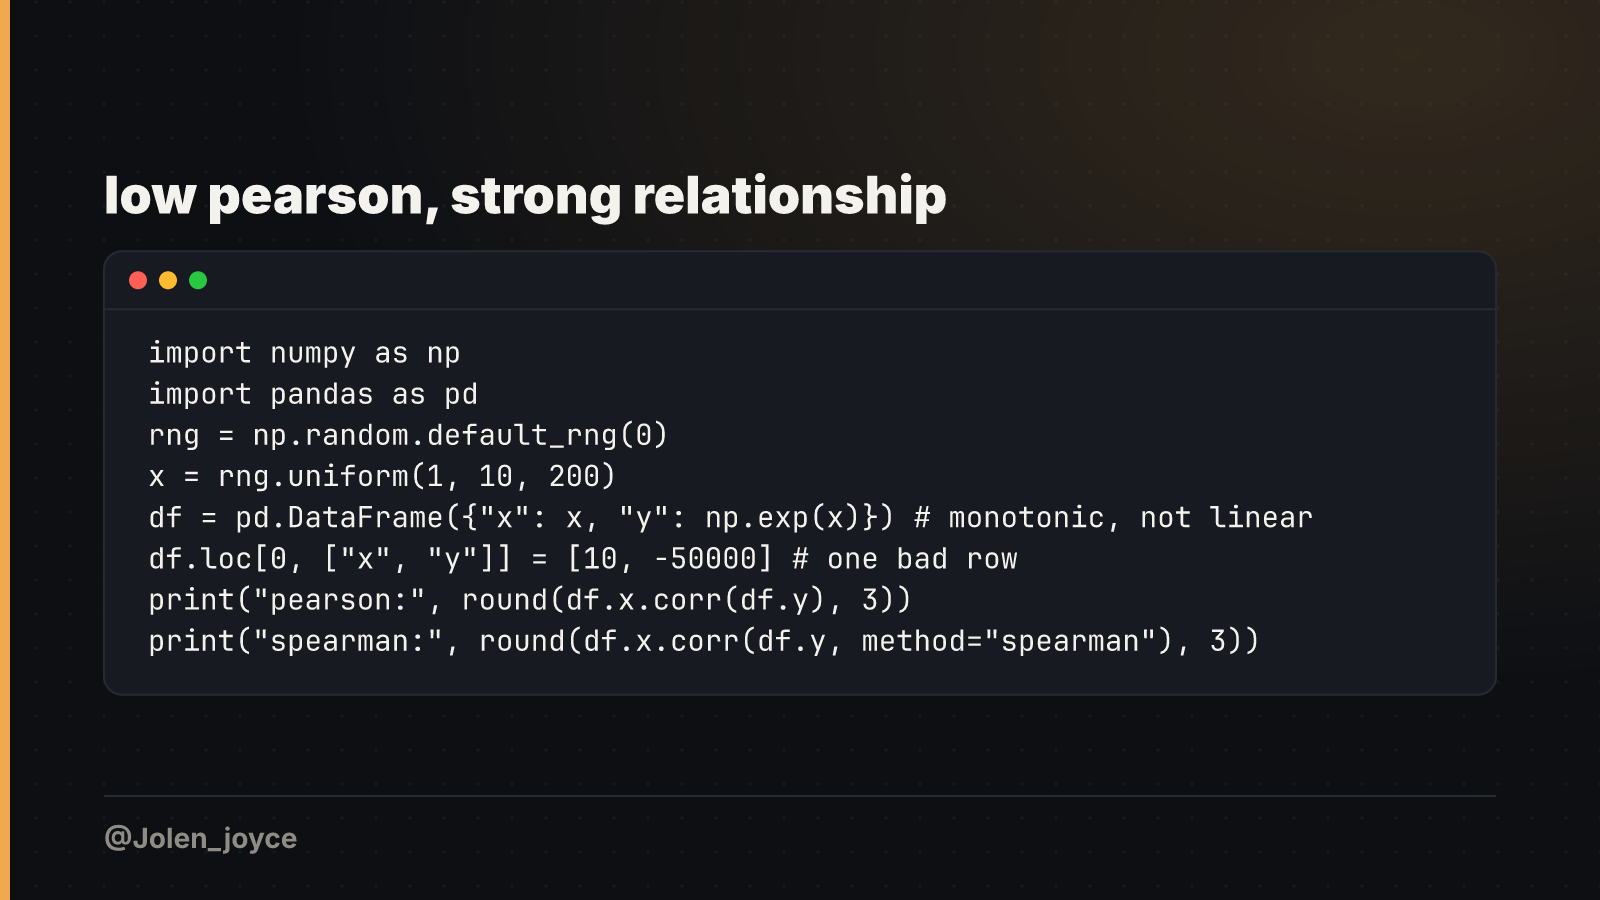 low pearson, strong relationship
import numpy as np
import pandas as pd
rng = np.random.default_rng(0)
x = rng.uniform(1, 10, 200)
df = pd.DataFrame({"x": x, "y": np.exp(x)}) # monotonic, not linear
df.loc[0, ["x", "y"]] = [10, -50000] # one bad row
print("pearson:", round(df.x.corr(df.y), 3))
print("spearman:", round(df.x.corr(df.y, method="spearman"), 3))
@Jolen_joyce